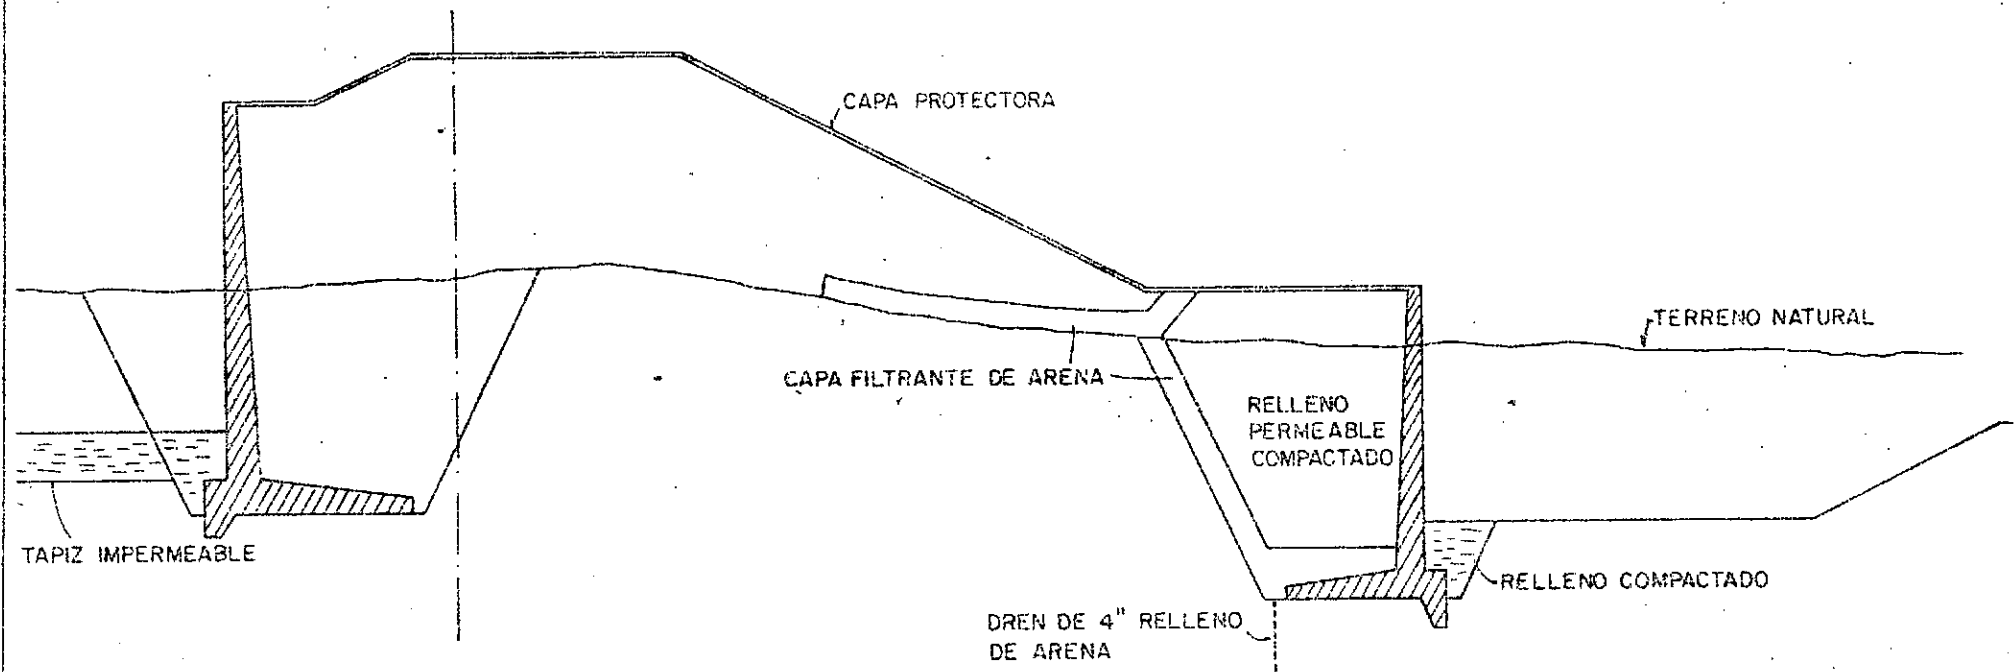 CAPA PROTECTORA
TERRENO NATURAL
CAPA FILTRANTE DE ARENA
RELLENO
PERMEABLE
COMPACTADO
TAPIZ IMPERMEABLE
RELLENO COMPACTADO
DREN DE 4" RELLENO
DE ARENA